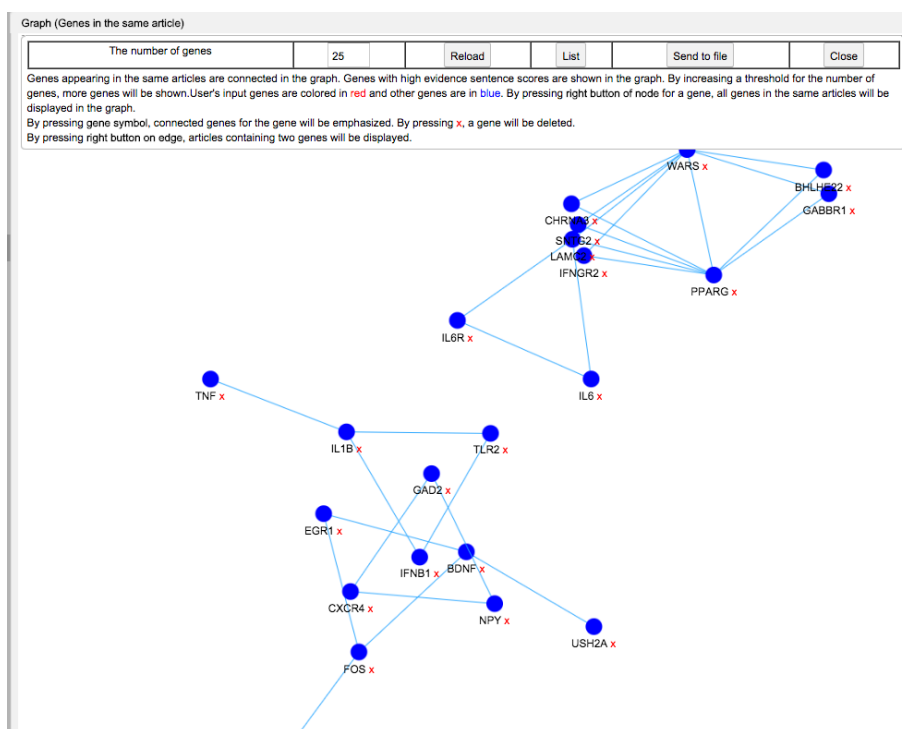 Graph (Genes in the same article)
The number of genes 25 Reload List Send to file Close
Genes appearing in the same articles are connected in the graph. Genes with high evidence sentence scores are shown in the graph. By increasing a threshold for the number of
genes, more genes will be shown.User's input genes are colored in red and other genes are in blue. By pressing right button of node for a gene, all genes in the same articles will be
displayed in the graph.
By pressing gene symbol, connected genes for the gene will be emphasized. By pressing x, a gene will be deleted.
By pressing right button on edge, articles containing two genes will be displayed.
WARS x
BHLHE22 x
GABBR1 x
x
x
x
IFNGR2 x
PPARG x
IL6R x
IL6 x
TNF x
IL1B x
TLR2 x
GAD2 x
EGR1 x
IFNB1 x
BDNF x
CXCR4 x
NPY x
USH2A x
FOS x